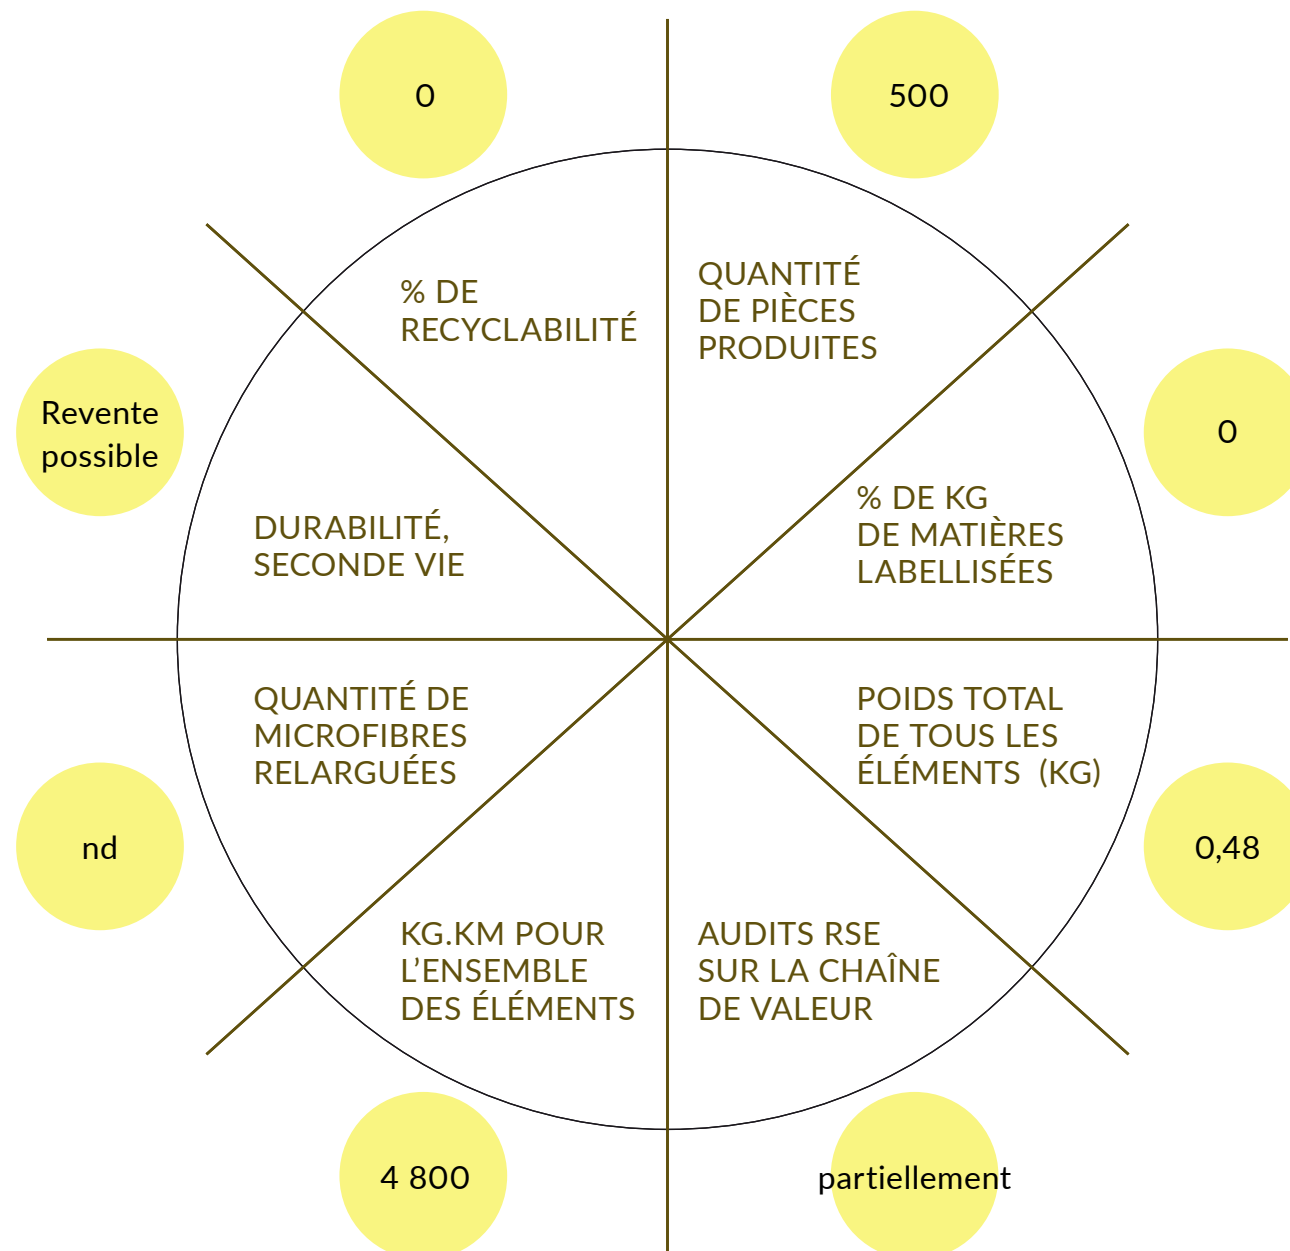 0
500
% DE
RECYCLABILITÉ
QUANTITÉ
DE PIÈCES
PRODUITES
Revente
possible
0
DURABILITÉ,
SECONDE VIE
% DE KG
DE MATIÈRES
LABELLISÉES
QUANTITÉ DE
MICROFIBRES
RELARGUÉES
POIDS TOTAL
DE TOUS LES
ÉLÉMENTS (KG)
nd
0,48
KG.KM POUR
L’ENSEMBLE
DES ÉLÉMENTS
AUDITS RSE
SUR LA CHAÎNE
DE VALEUR
4 800
partiellement